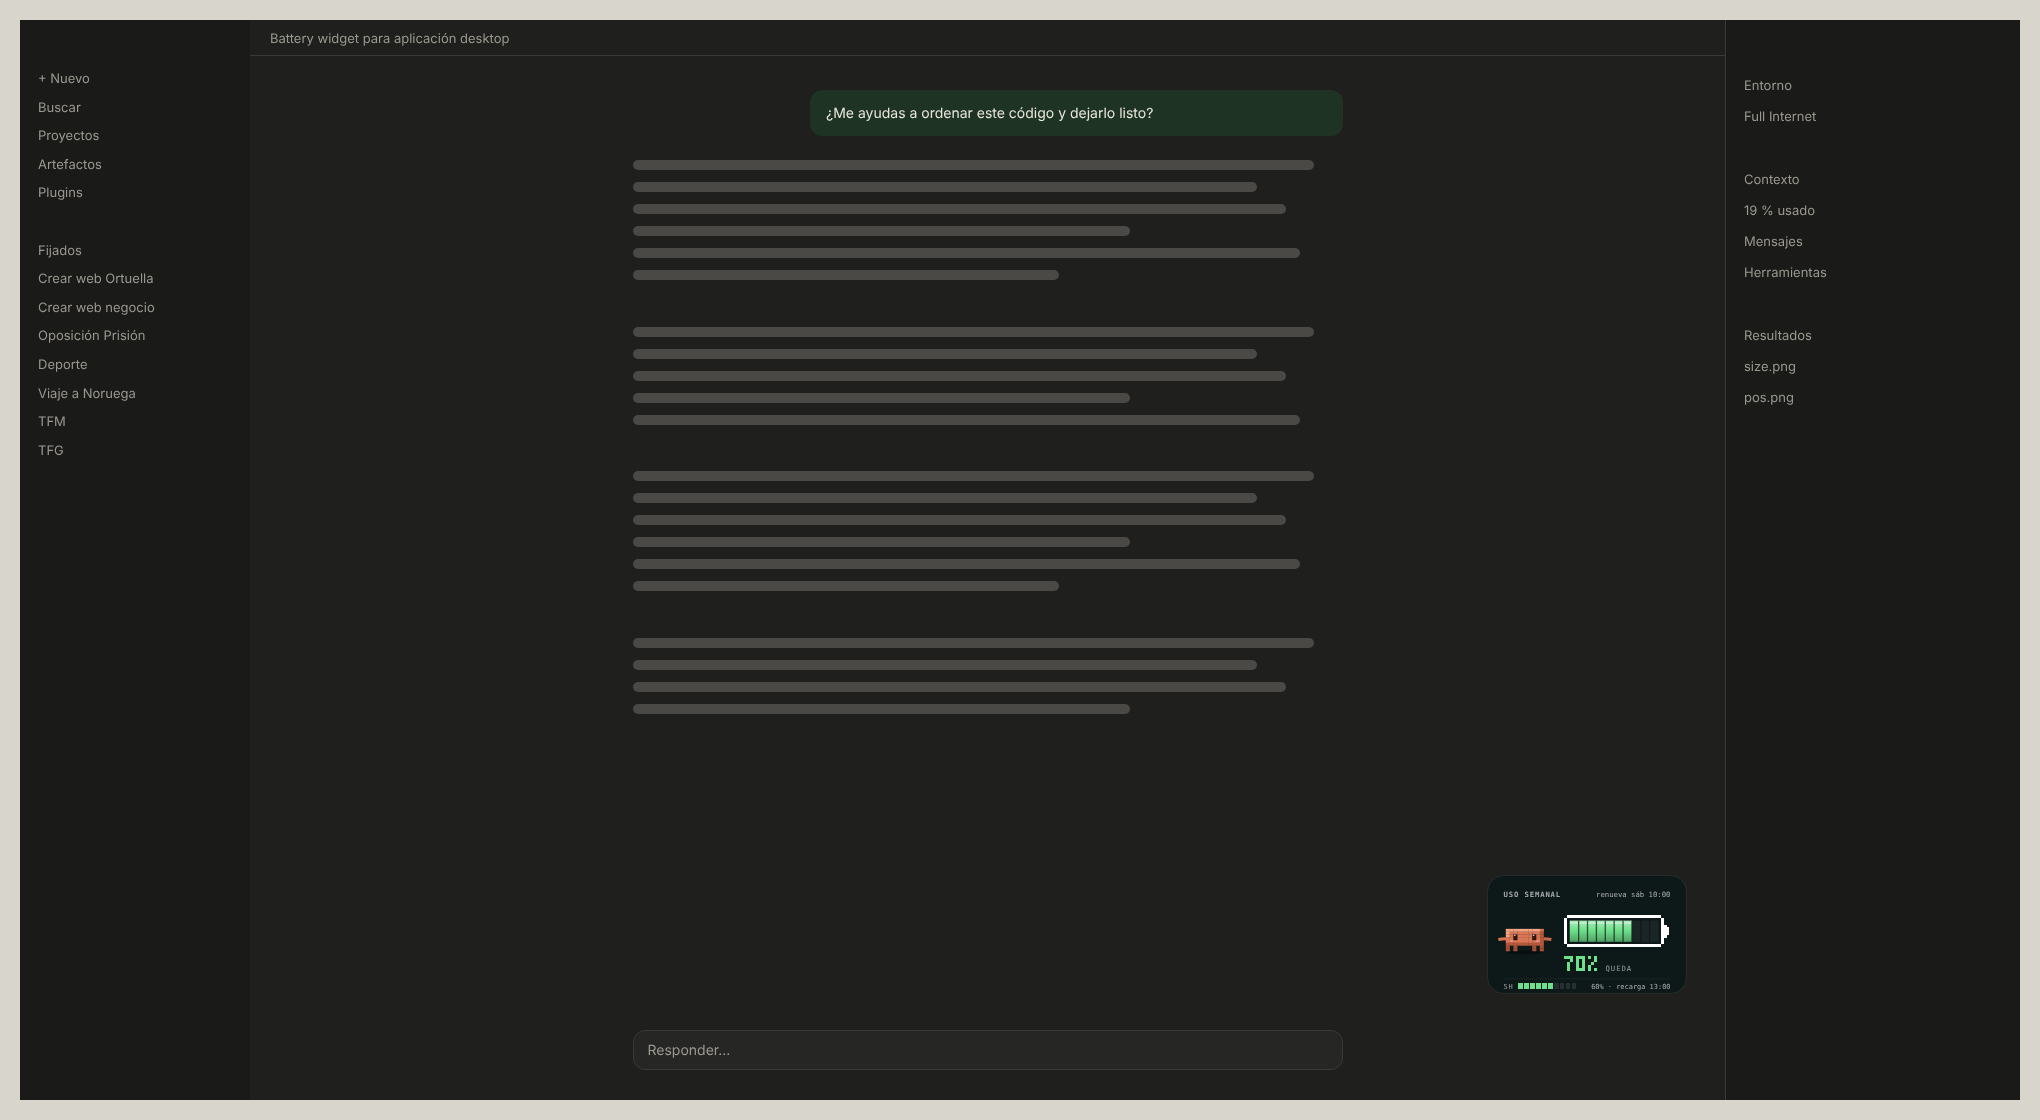 + Nuevo
Buscar
Proyectos
Artefactos
Plugins
Fijados
Crear web Ortuella
Crear web negocio
Oposición Prisión
Deporte
Viaje a Noruega
TFM
TFG
Battery widget para aplicación desktop
¿Me ayudas a ordenar este código y dejarlo listo?
USO SEMANAL renueva sáb 10:00
70% QUEDA
5H 60% · recarga 13:00
Responder...
Entorno
Full Internet
Contexto
19 % usado
Mensajes
Herramientas
Resultados
size.png
pos.png